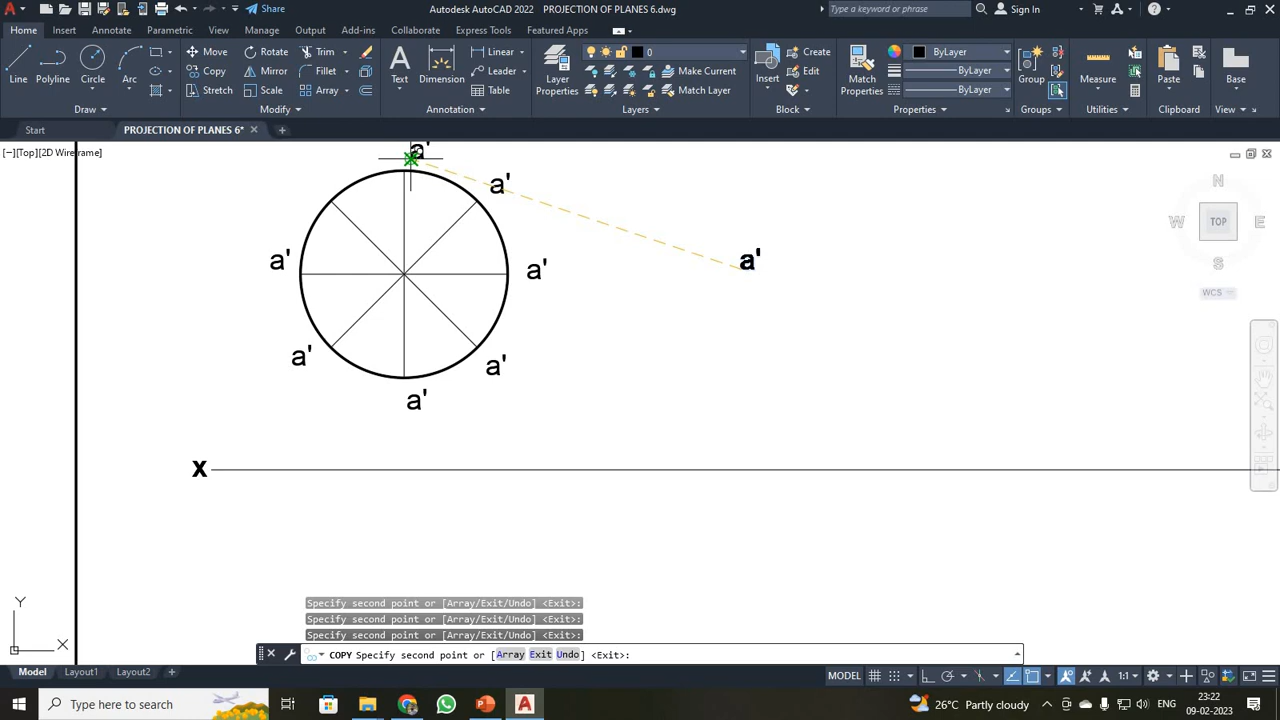 Share
Autodesk AutoCAD 2022 PROJECTION OF PLANES 6.dwg
Type a keyword or phrase
Sign In
Home Insert Annotate Parametric View Manage Output Add-ins Collaborate Express Tools Featured Apps
Line Polyline Circle Arc
Move Rotate Trim
Copy Mirror Fillet
Stretch Scale Array
Text Dimension
Linear
Leader
Table
Layer Properties
0
Make Current
Match Layer
Insert
Create
Edit
Match Properties
ByLayer
ByLayer
ByLayer
Group
Measure
Paste
Base
Draw Modify Annotation Layers Block Properties Groups Utilities Clipboard View
Start PROJECTION OF PLANES 6*
[−][Top][2D Wireframe]
N
W TOP E
S
WCS
a'
a'
a'
a'
a'
a'
a'
a'
a'
X
Y
X
Specify second point or [Array/Exit/Undo] <Exit>:
Specify second point or [Array/Exit/Undo] <Exit>:
Specify second point or [Array/Exit/Undo] <Exit>:
COPY Specify second point or [Array Exit Undo] <Exit>:
Model Layout1 Layout2
MODEL 1:1
Type here to search
26°C Partly cloudy
ENG
23:22
09-02-2023